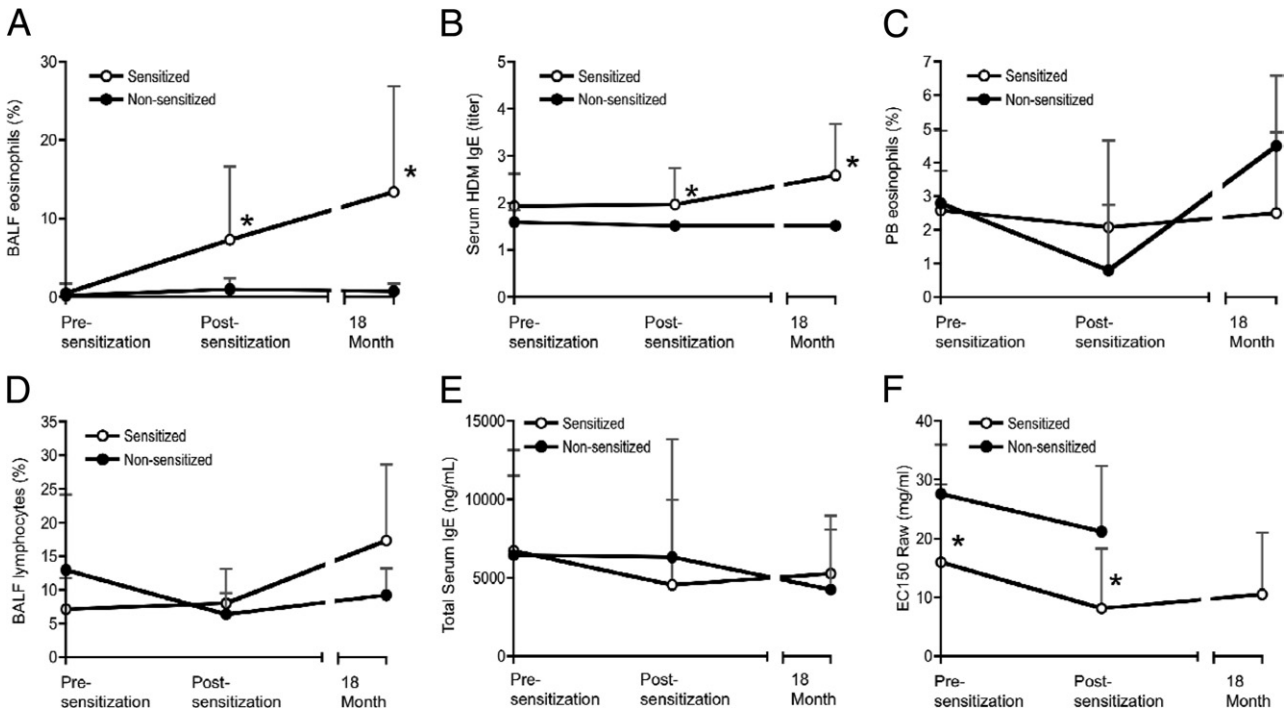 A
BALF eosinophils (%)
30
20
10
0
Sensitized
Non-sensitized
*
*
Pre-
sensitization
Post-
sensitization
18
Month
B
Serum HDM IgE (titer)
5
4
3
2
1
0
Sensitized
Non-sensitized
*
*
Pre-
sensitization
Post-
sensitization
18
Month
C
PB eosinophils (%)
7
6
5
4
3
2
1
0
Sensitized
Non-sensitized
Pre-
sensitization
Post-
sensitization
18
Month
D
BALF lymphocytes (%)
35
30
25
20
15
10
5
0
Sensitized
Non-sensitized
Pre-
sensitization
Post-
sensitization
18
Month
E
Total Serum IgE (ng/mL)
15000
10000
5000
0
Sensitized
Non-sensitized
Pre-
sensitization
Post-
sensitization
18
Month
F
EC150 Raw (mg/ml)
40
30
20
10
0
Sensitized
Non-sensitized
*
*
Pre-
sensitization
Post-
sensitization
18
Month